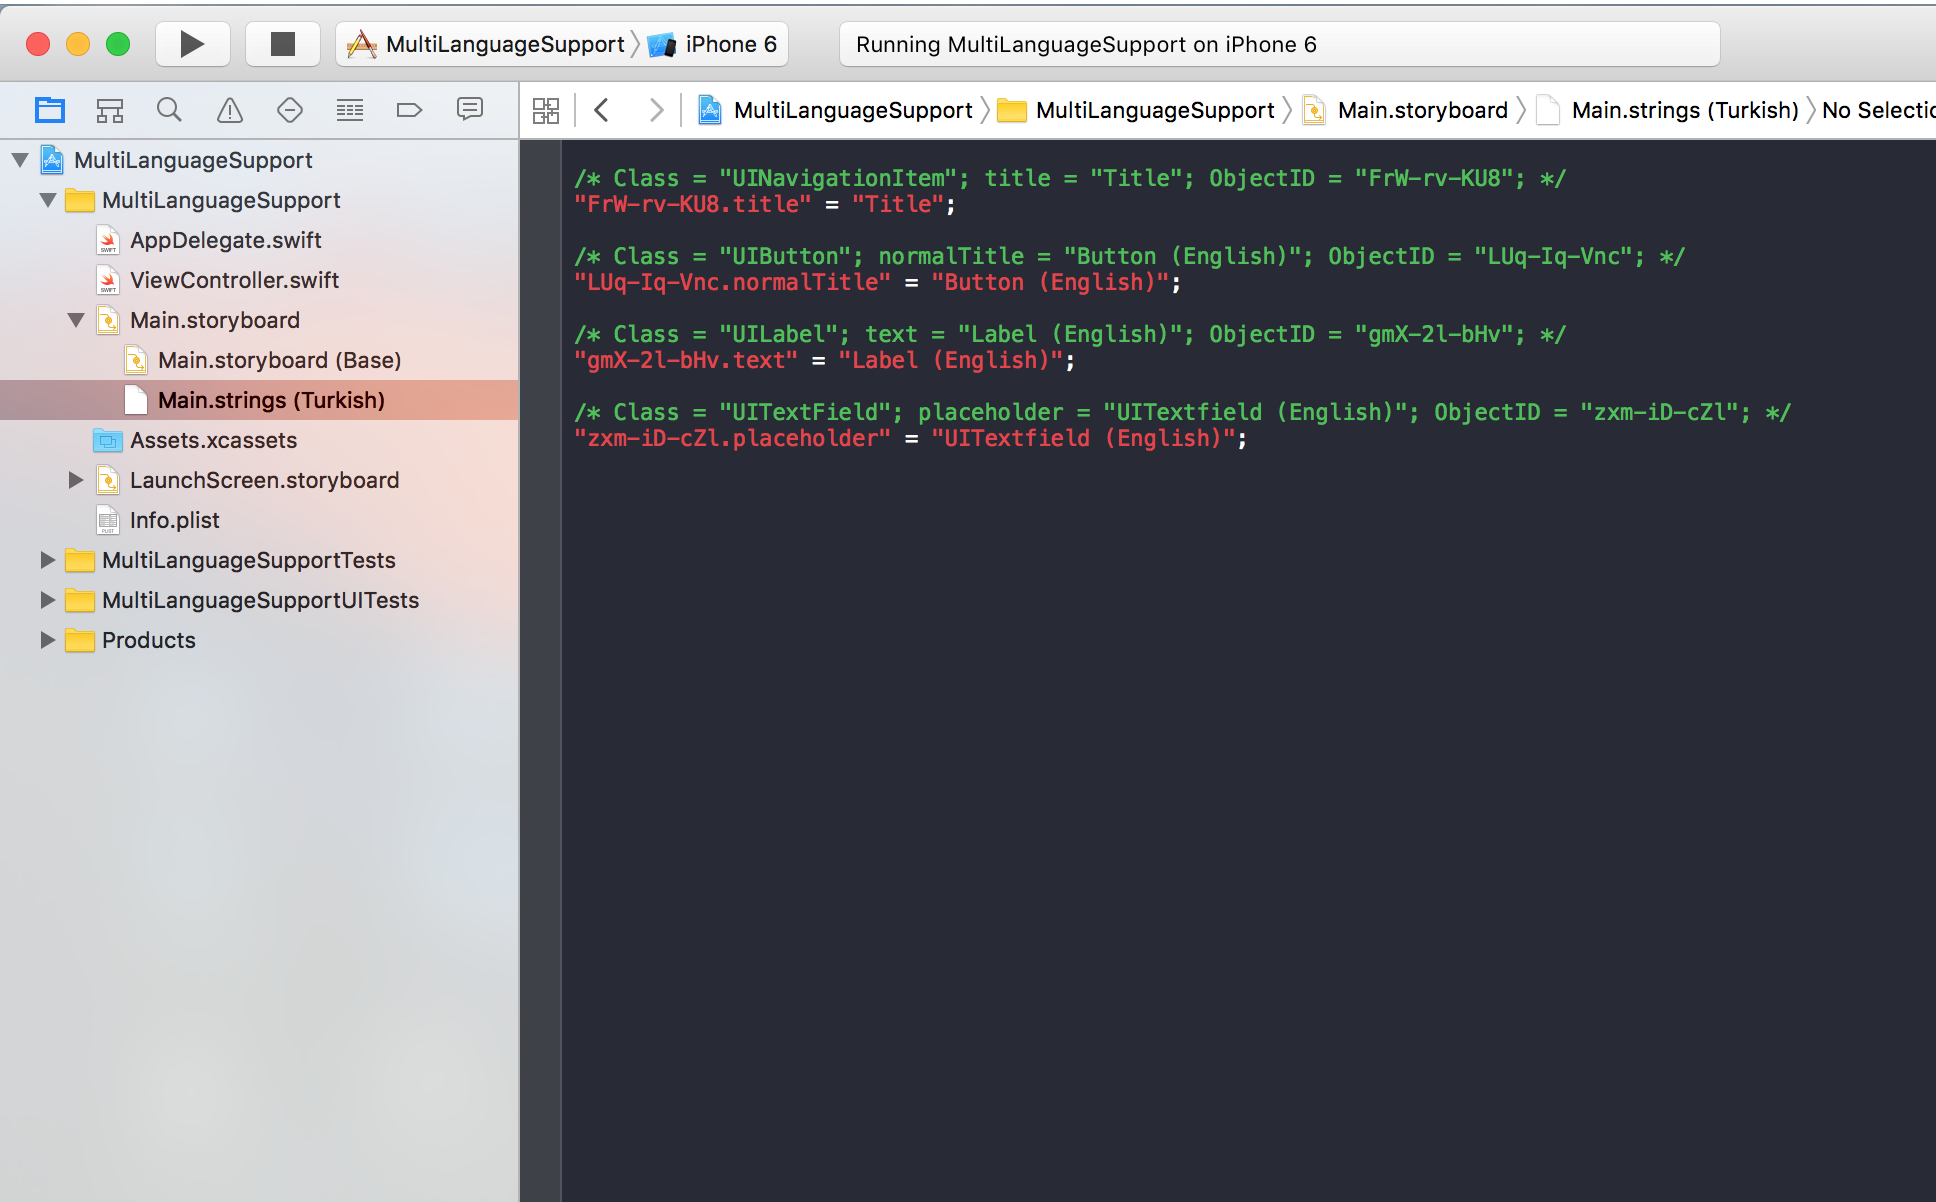 MultiLanguageSupport iPhone 6
Running MultiLanguageSupport on iPhone 6
MultiLanguageSupport MultiLanguageSupport Main.storyboard Main.strings (Turkish) No Selectio
MultiLanguageSupport
MultiLanguageSupport
AppDelegate.swift
ViewController.swift
Main.storyboard
Main.storyboard (Base)
Main.strings (Turkish)
Assets.xcassets
LaunchScreen.storyboard
Info.plist
MultiLanguageSupportTests
MultiLanguageSupportUITests
Products
/* Class = "UINavigationItem"; title = "Title"; ObjectID = "FrW-rv-KU8"; */
"FrW-rv-KU8.title" = "Title";
/* Class = "UIButton"; normalTitle = "Button (English)"; ObjectID = "LUq-Iq-Vnc"; */
"LUq-Iq-Vnc.normalTitle" = "Button (English)";
/* Class = "UILabel"; text = "Label (English)"; ObjectID = "gmX-2l-bHv"; */
"gmX-2l-bHv.text" = "Label (English)";
/* Class = "UITextField"; placeholder = "UITextfield (English)"; ObjectID = "zxm-iD-cZl"; */
"zxm-iD-cZl.placeholder" = "UITextfield (English)";